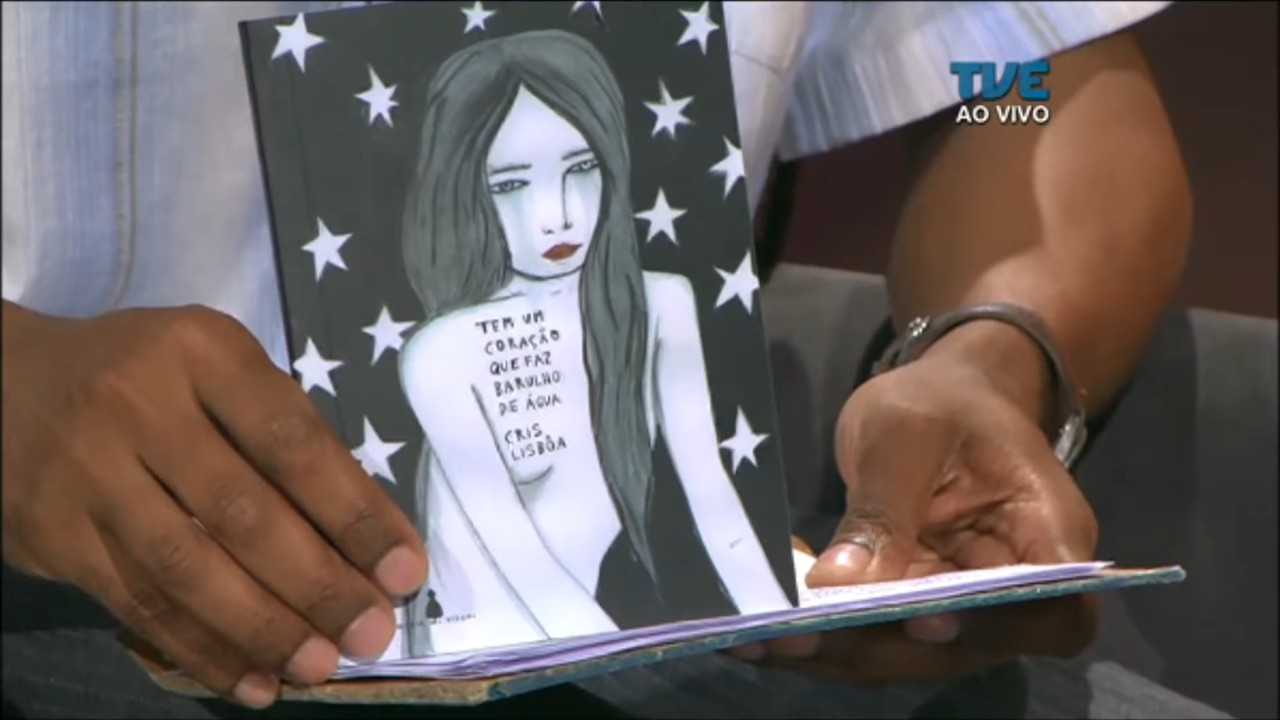 TVE
AO VIVO
TEM UM
CORAÇÃO
QUE FAZ
BARULHO
DE ÁGUA
CRIS
LISBÔA